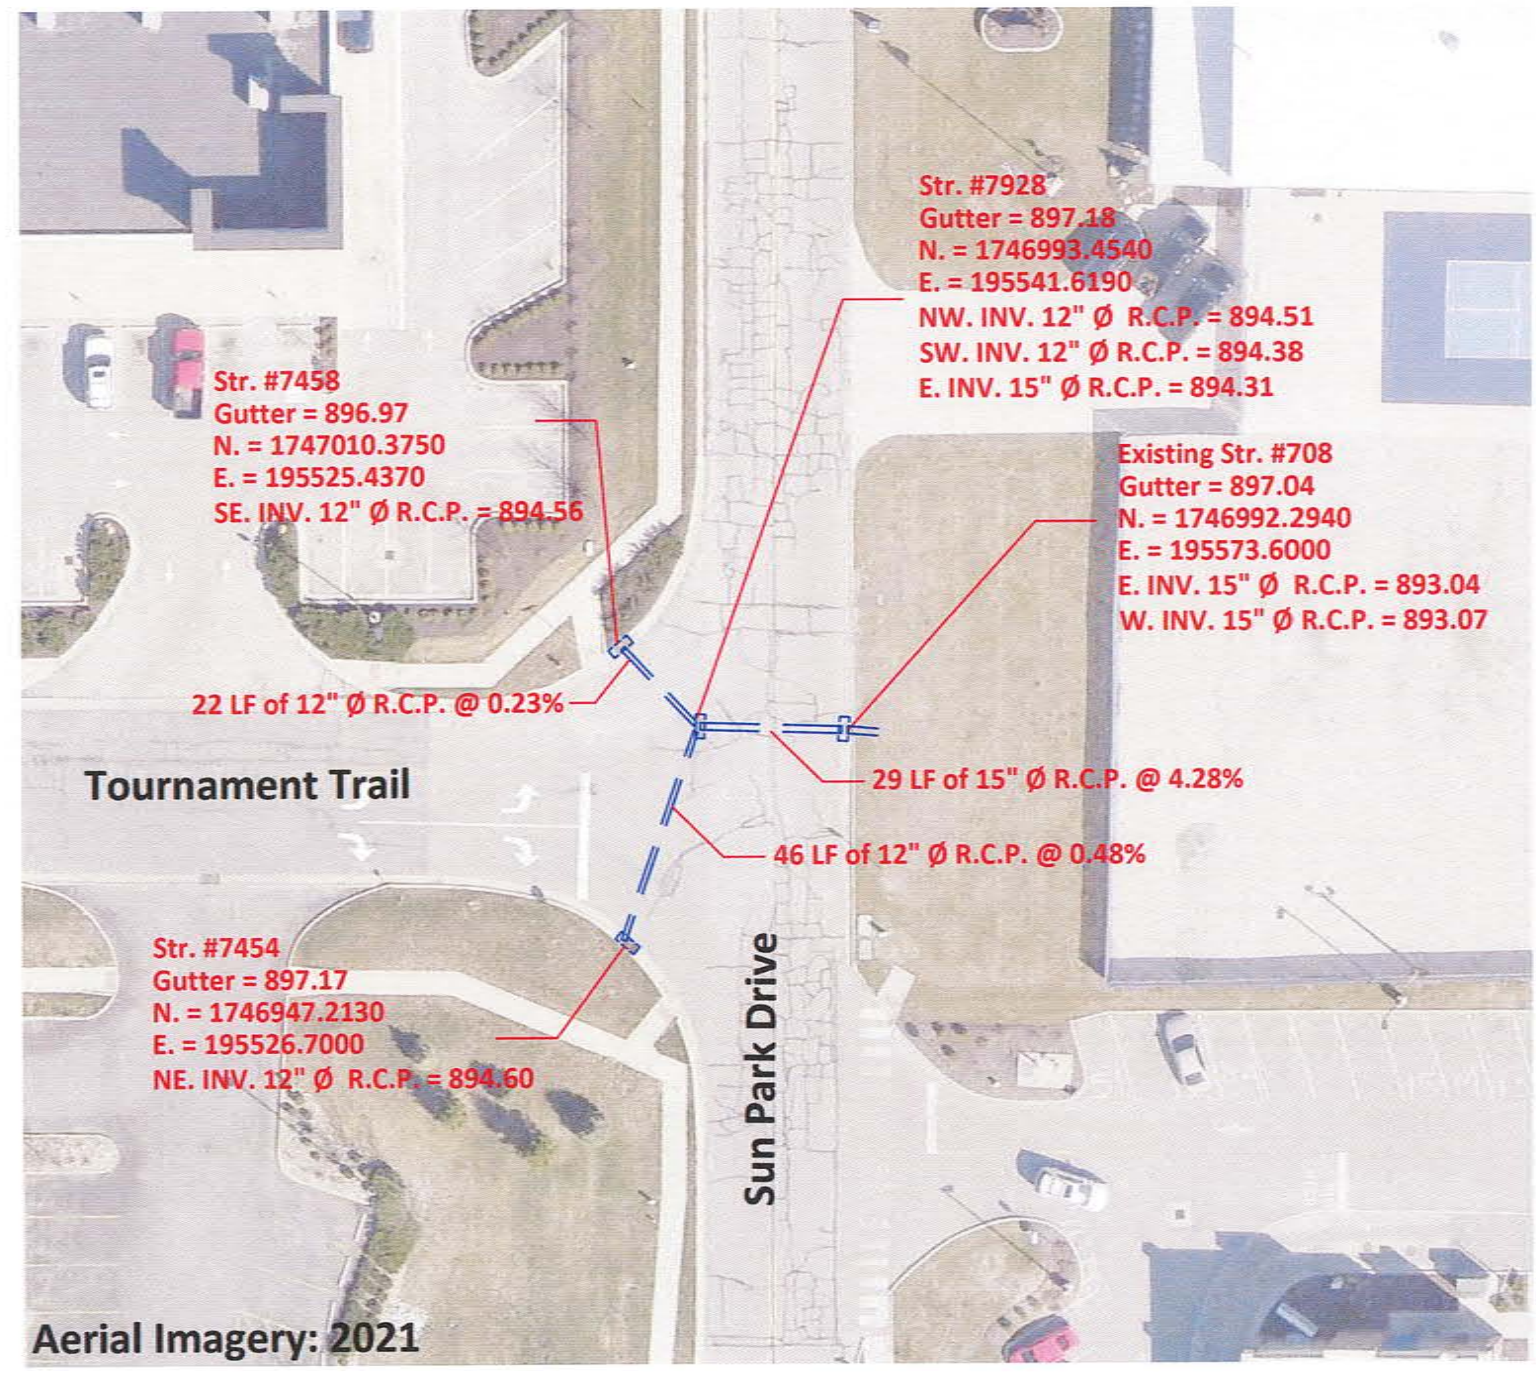 Str. #7928
Gutter = 897.18
N. = 1746993.4540
E. = 195541.6190
NW. INV. 12" Ø R.C.P. = 894.51
SW. INV. 12" Ø R.C.P. = 894.38
E. INV. 15" Ø R.C.P. = 894.31
Str. #7458
Gutter = 896.97
N. = 1747010.3750
E. = 195525.4370
SE. INV. 12" Ø R.C.P. = 894.56
Existing Str. #708
Gutter = 897.04
N. = 1746992.2940
E. = 195573.6000
E. INV. 15" Ø R.C.P. = 893.04
W. INV. 15" Ø R.C.P. = 893.07
22 LF of 12" Ø R.C.P. @ 0.23%
Tournament Trail
29 LF of 15" Ø R.C.P. @ 4.28%
46 LF of 12" Ø R.C.P. @ 0.48%
Str. #7454
Gutter = 897.17
N. = 1746947.2130
E. = 195526.7000
NE. INV. 12" Ø R.C.P. = 894.60
Sun Park Drive
Aerial Imagery: 2021